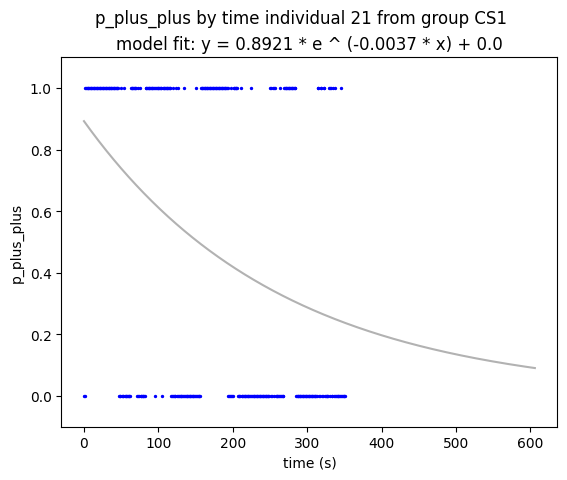 p_plus_plus by time individual 21 from group CS1
model fit: y = 0.8921 * e ^ (-0.0037 * x) + 0.0
1.0
0.8
0.6
0.4
0.2
0.0
p_plus_plus
0 100 200 300 400 500 600
time (s)